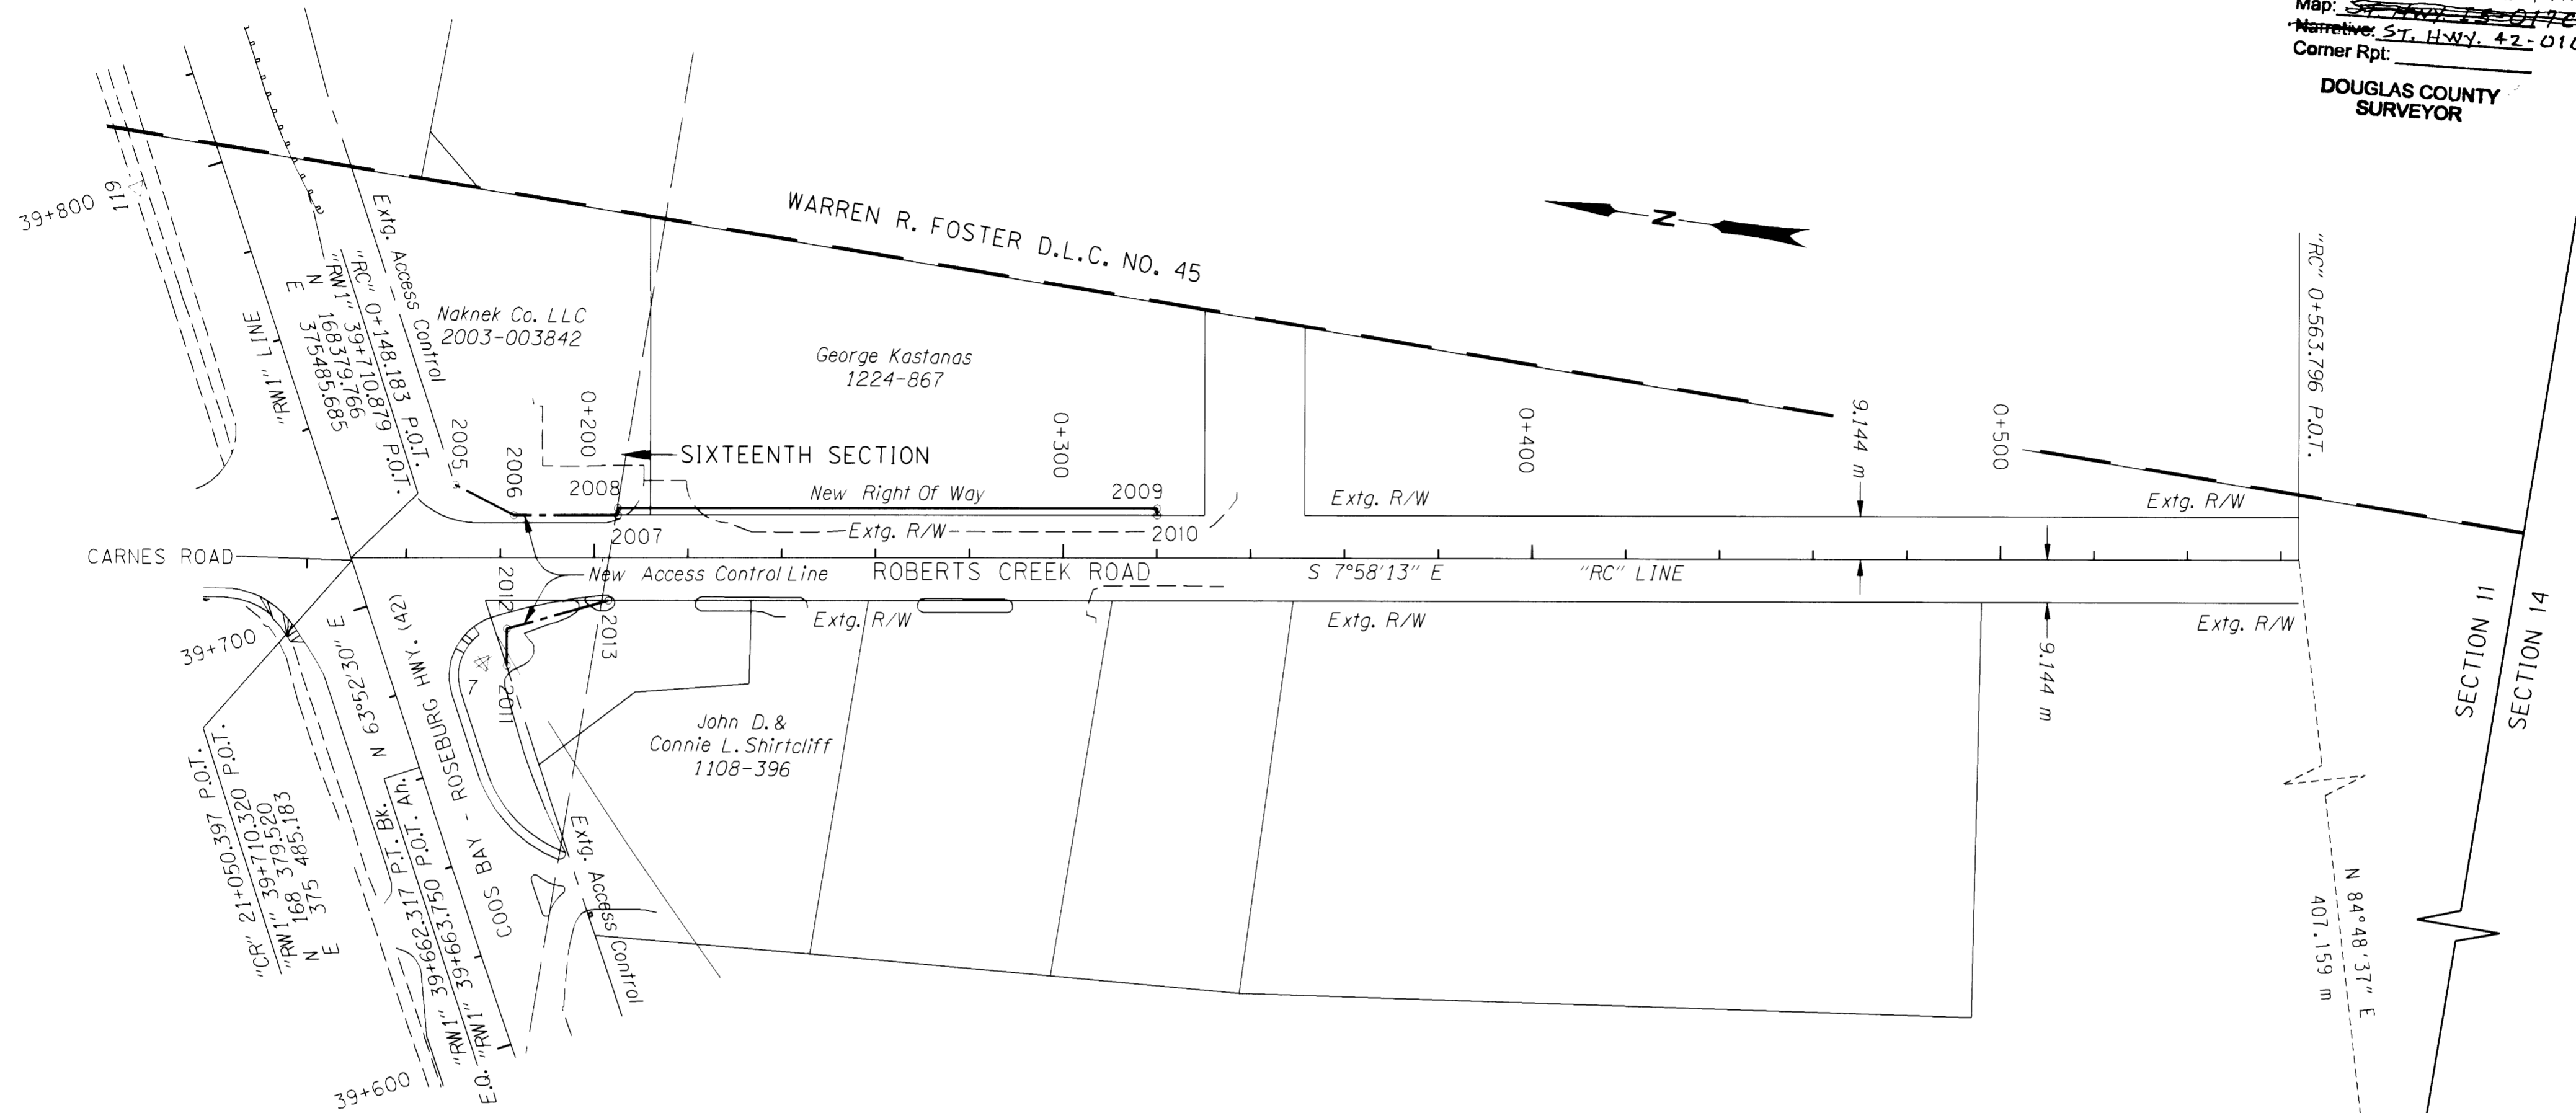 Map: ST. HWY. IS-017C
Narrative: ST. HWY. 42-010
Corner Rpt:
DOUGLAS COUNTY
SURVEYOR
39+800
119
WARREN R. FOSTER D.L.C. NO. 45
N
"RW1" LINE
Extg. Access Control
"RC" 0+148.183 P.O.T.
"RW1" 39+710.879 P.O.T.
N 168379.766
E 375485.685
Naknek Co. LLC
2003-003842
George Kastanas
1224-867
"RC" 0+563.796 P.O.T.
2005
2006
0+200
SIXTEENTH SECTION
2008
New Right Of Way
0+300
2009
0+400
9.144 m
0+500
Extg. R/W
Extg. R/W
2007
Extg. R/W
2010
CARNES ROAD
New Access Control Line
ROBERTS CREEK ROAD
S 7°58'13" E
"RC" LINE
2012
2013
2011
7
Extg. R/W
Extg. R/W
Extg. R/W
9.144 m
SECTION 11
SECTION 14
39+700
N 63°52'30" E
COOS BAY - ROSEBURG HWY. (42)
John D. &
Connie L. Shirtcliff
1108-396
"CR" 21+050.397 P.O.T.
"RW1" 39+710.320 P.O.T.
N 168 379.520
E 375 485.183
"RW1" 39+662.317 P.T. Bk.
E.Q. "RW1" 39+663.750 P.O.T. Ah.
Extg. Access Control
39+600
N 84°48'37" E
407.159 m